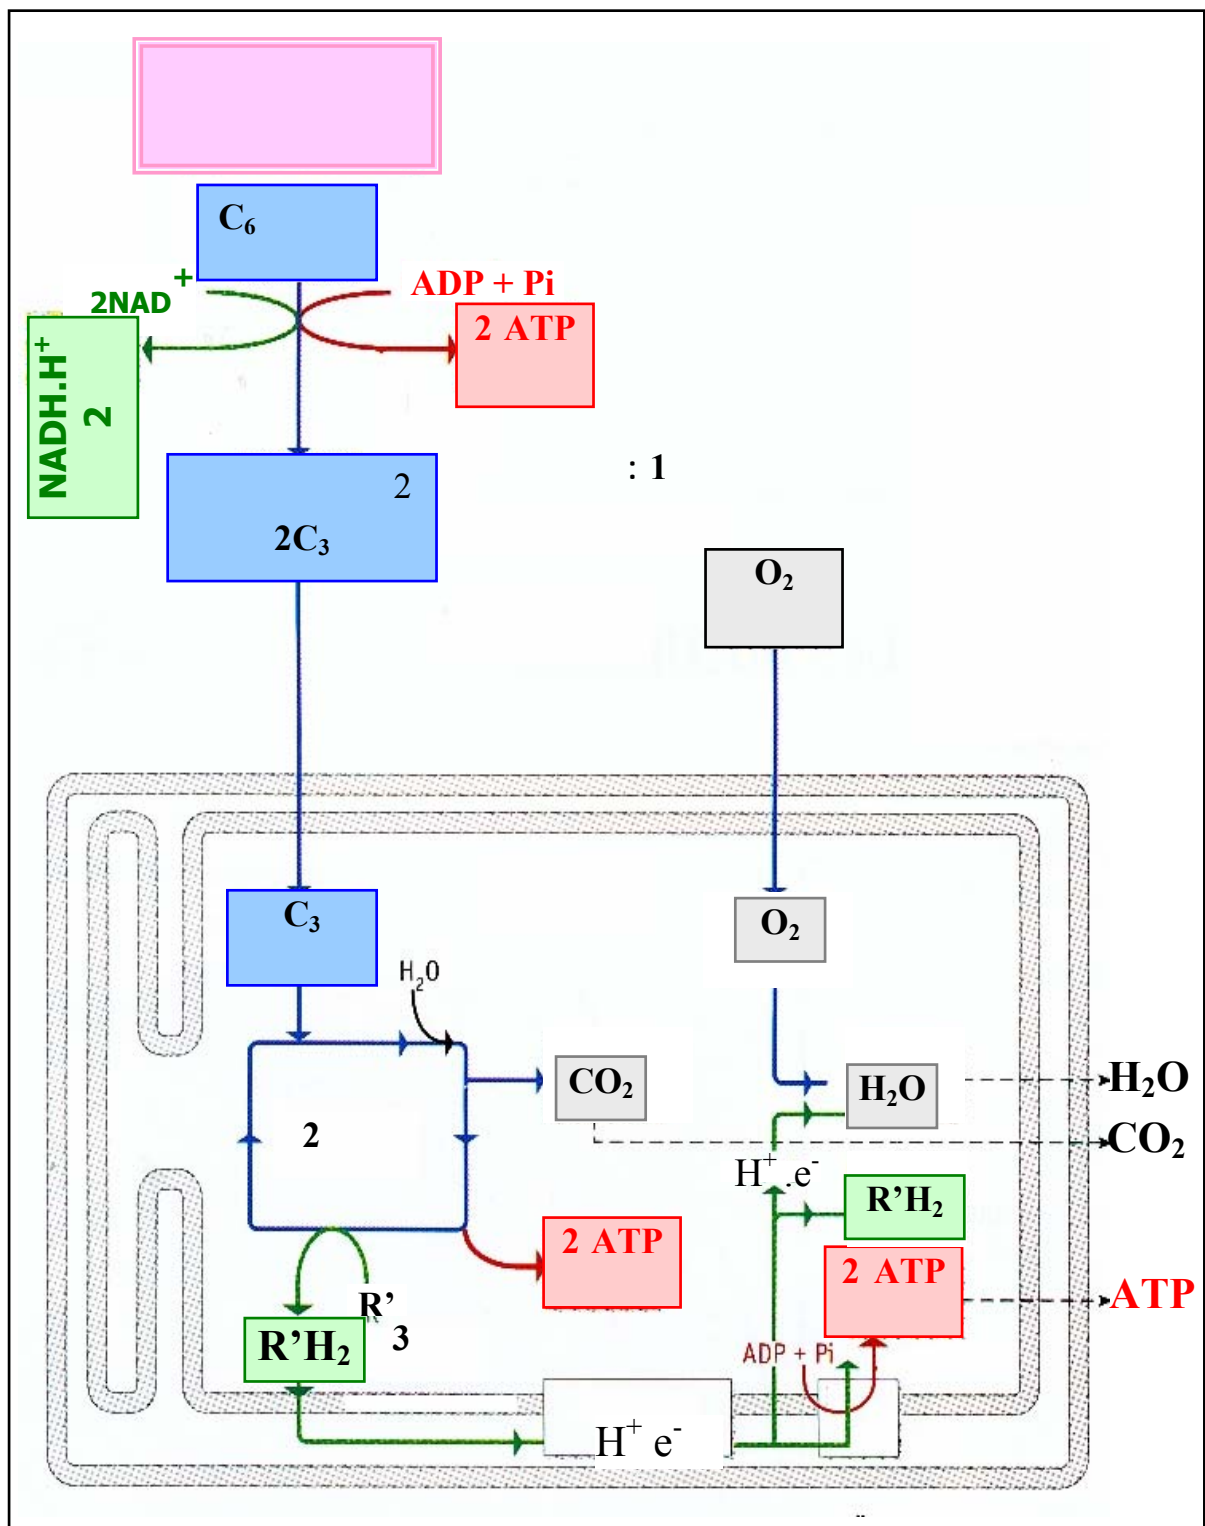 C₆
2NAD⁺
ADP + Pi
2 ATP
NADH.H⁺
2
2
2C₃
: 1
O₂
C₃
O₂
H₂O
CO₂
H₂O
H₂O
CO₂
2
H⁺ .e⁻
R'H₂
2 ATP
2 ATP
ATP
R'
3
R'H₂
ADP + Pi
H⁺ e⁻